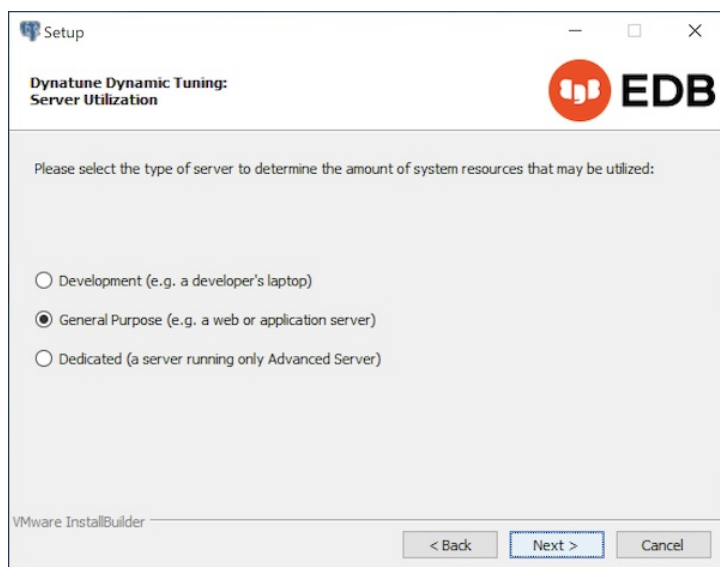 Setup
Dynatune Dynamic Tuning:
Server Utilization
EDB
Please select the type of server to determine the amount of system resources that may be utilized:
Development (e.g. a developer's laptop)
General Purpose (e.g. a web or application server)
Dedicated (a server running only Advanced Server)
VMware InstallBuilder
< Back
Next >
Cancel